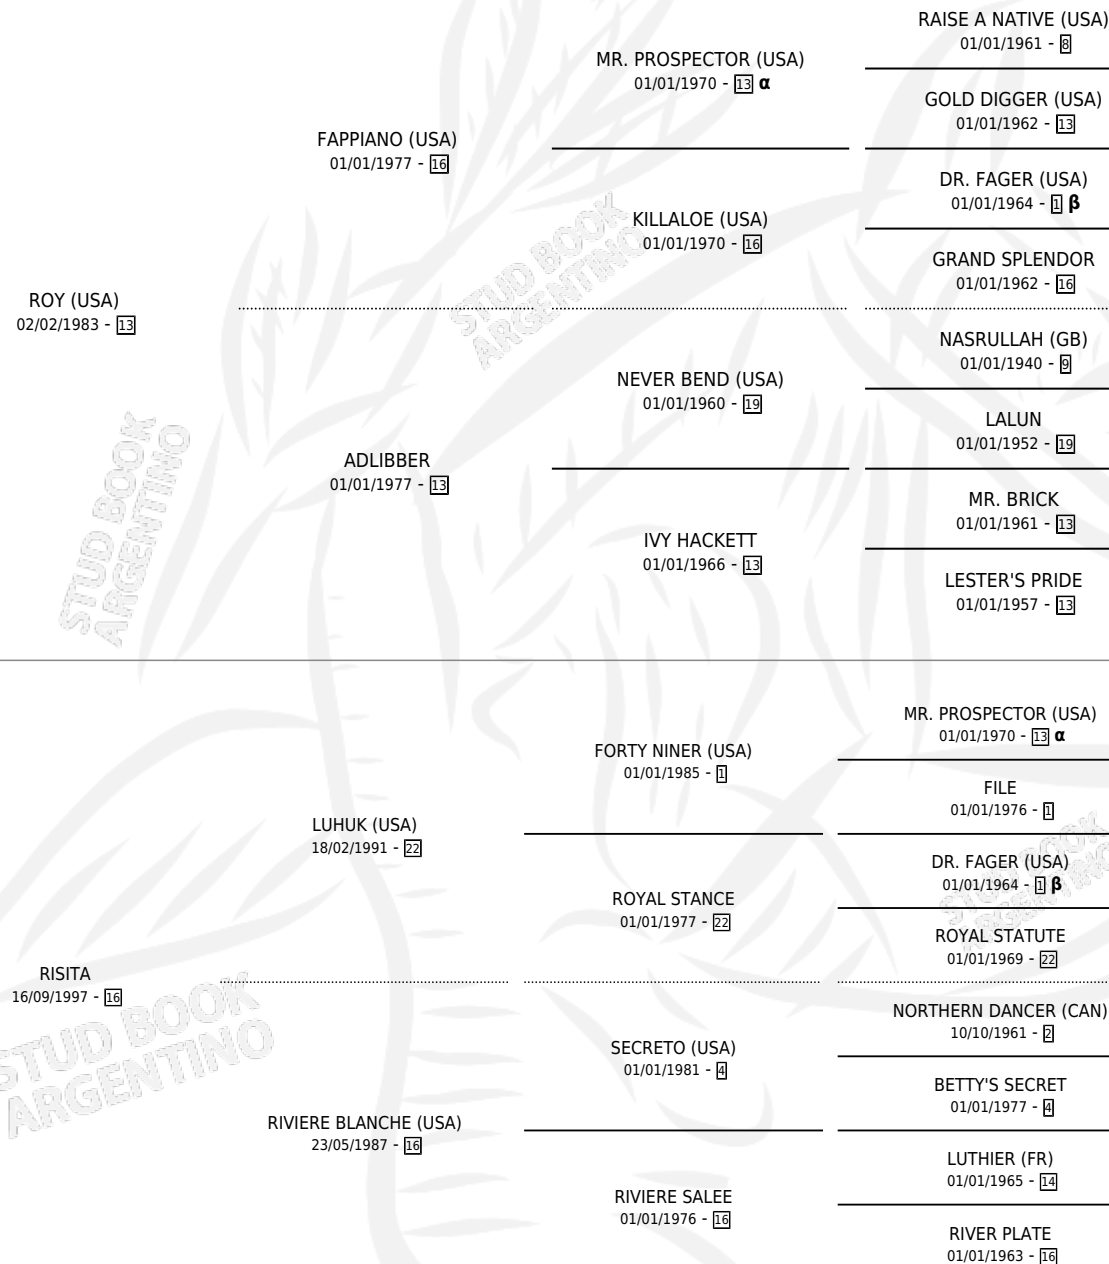 RAISE A NATIVE (USA)
01/01/1961 - 8
MR. PROSPECTOR (USA)
01/01/1970 - 13 α
GOLD DIGGER (USA)
01/01/1962 - 13
FAPPIANO (USA)
01/01/1977 - 16
DR. FAGER (USA)
01/01/1964 - 1 β
KILLALOE (USA)
01/01/1970 - 16
GRAND SPLENDOR
01/01/1962 - 16
ROY (USA)
02/02/1983 - 13
NASRULLAH (GB)
01/01/1940 - 9
NEVER BEND (USA)
01/01/1960 - 19
LALUN
01/01/1952 - 19
ADLIBBER
01/01/1977 - 13
MR. BRICK
01/01/1961 - 13
IVY HACKETT
01/01/1966 - 13
LESTER'S PRIDE
01/01/1957 - 13
MR. PROSPECTOR (USA)
01/01/1970 - 13 α
FORTY NINER (USA)
01/01/1985 - 1
FILE
01/01/1976 - 1
LUHUK (USA)
18/02/1991 - 22
DR. FAGER (USA)
01/01/1964 - 1 β
ROYAL STANCE
01/01/1977 - 22
ROYAL STATUTE
01/01/1969 - 22
RISITA
16/09/1997 - 16
NORTHERN DANCER (CAN)
10/10/1961 - 2
SECRETO (USA)
01/01/1981 - 4
BETTY'S SECRET
01/01/1977 - 4
RIVIERE BLANCHE (USA)
23/05/1987 - 16
LUTHIER (FR)
01/01/1965 - 14
RIVIERE SALEE
01/01/1976 - 16
RIVER PLATE
01/01/1963 - 16
STUD BOOK
ARGENTINO
STUD BOOK
ARGENTINO
STUD BOOK
ARGENTINO
STUD BOOK
ARGENTINO